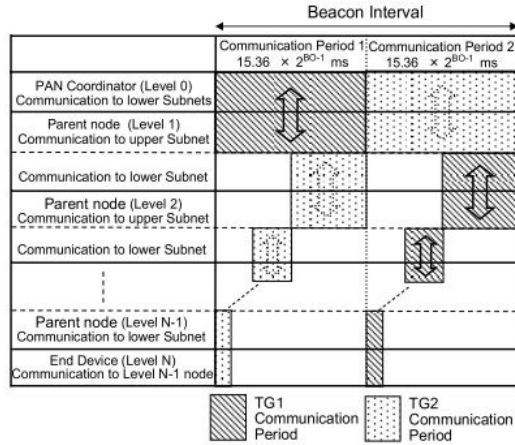 Beacon Interval
Communication Period 1
15.36 × 2^BO-1 ms
Communication Period 2
15.36 × 2^BO-1 ms
PAN Coordinator (Level 0)
Communication to lower Subnets
Parent node (Level 1)
Communication to upper Subnet
Communication to lower Subnet
Parent node (Level 2)
Communication to upper Subnet
Communication to lower Subnet
Parent node (Level N-1)
Communication to lower Subnet
End Device (Level N)
Communication to Level N-1 node
TG1
Communication
Period
TG2
Communication
Period